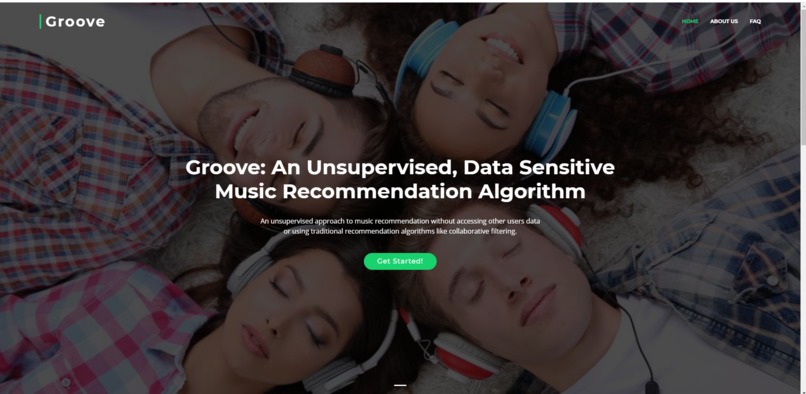 Groove
HOME ABOUT US FAQ
Groove: An Unsupervised, Data Sensitive
Music Recommendation Algorithm
An unsupervised approach to music recommendation without accessing other users data
or using traditional recommendation algorithms like collaborative filtering.
Get Started!